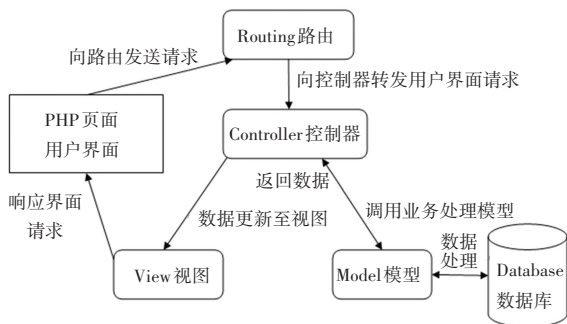 Routing路由
向路由发送请求
向控制器转发用户界面请求
PHP页面
用户界面
Controller控制器
返回数据
响应界面
请求
数据更新至视图
调用业务处理模型
数据
处理
View视图
Model模型
Database
数据库